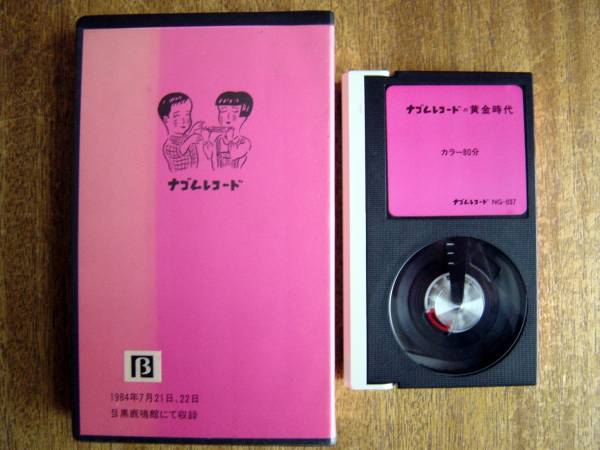 ナゴムレコード
β
1984年7月21日、22日
目黒鹿鳴館にて収録
ナゴムレコードの黄金時代
カラー80分
ナゴムレコード NG-037